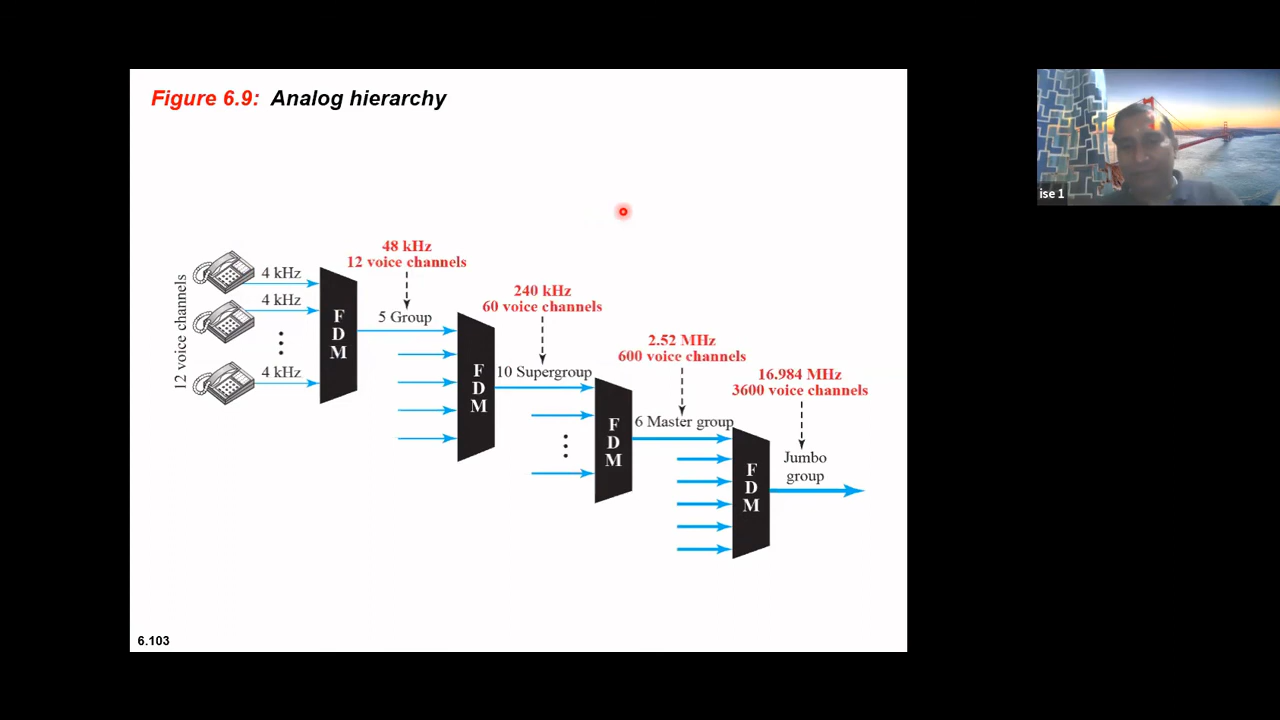 Figure 6.9: Analog hierarchy
ise 1
12 voice channels
4 kHz
4 kHz
4 kHz
F
D
M
48 kHz
12 voice channels
5 Group
F
D
M
240 kHz
60 voice channels
10 Supergroup
F
D
M
2.52 MHz
600 voice channels
6 Master group
F
D
M
16.984 MHz
3600 voice channels
Jumbo
group
6.103